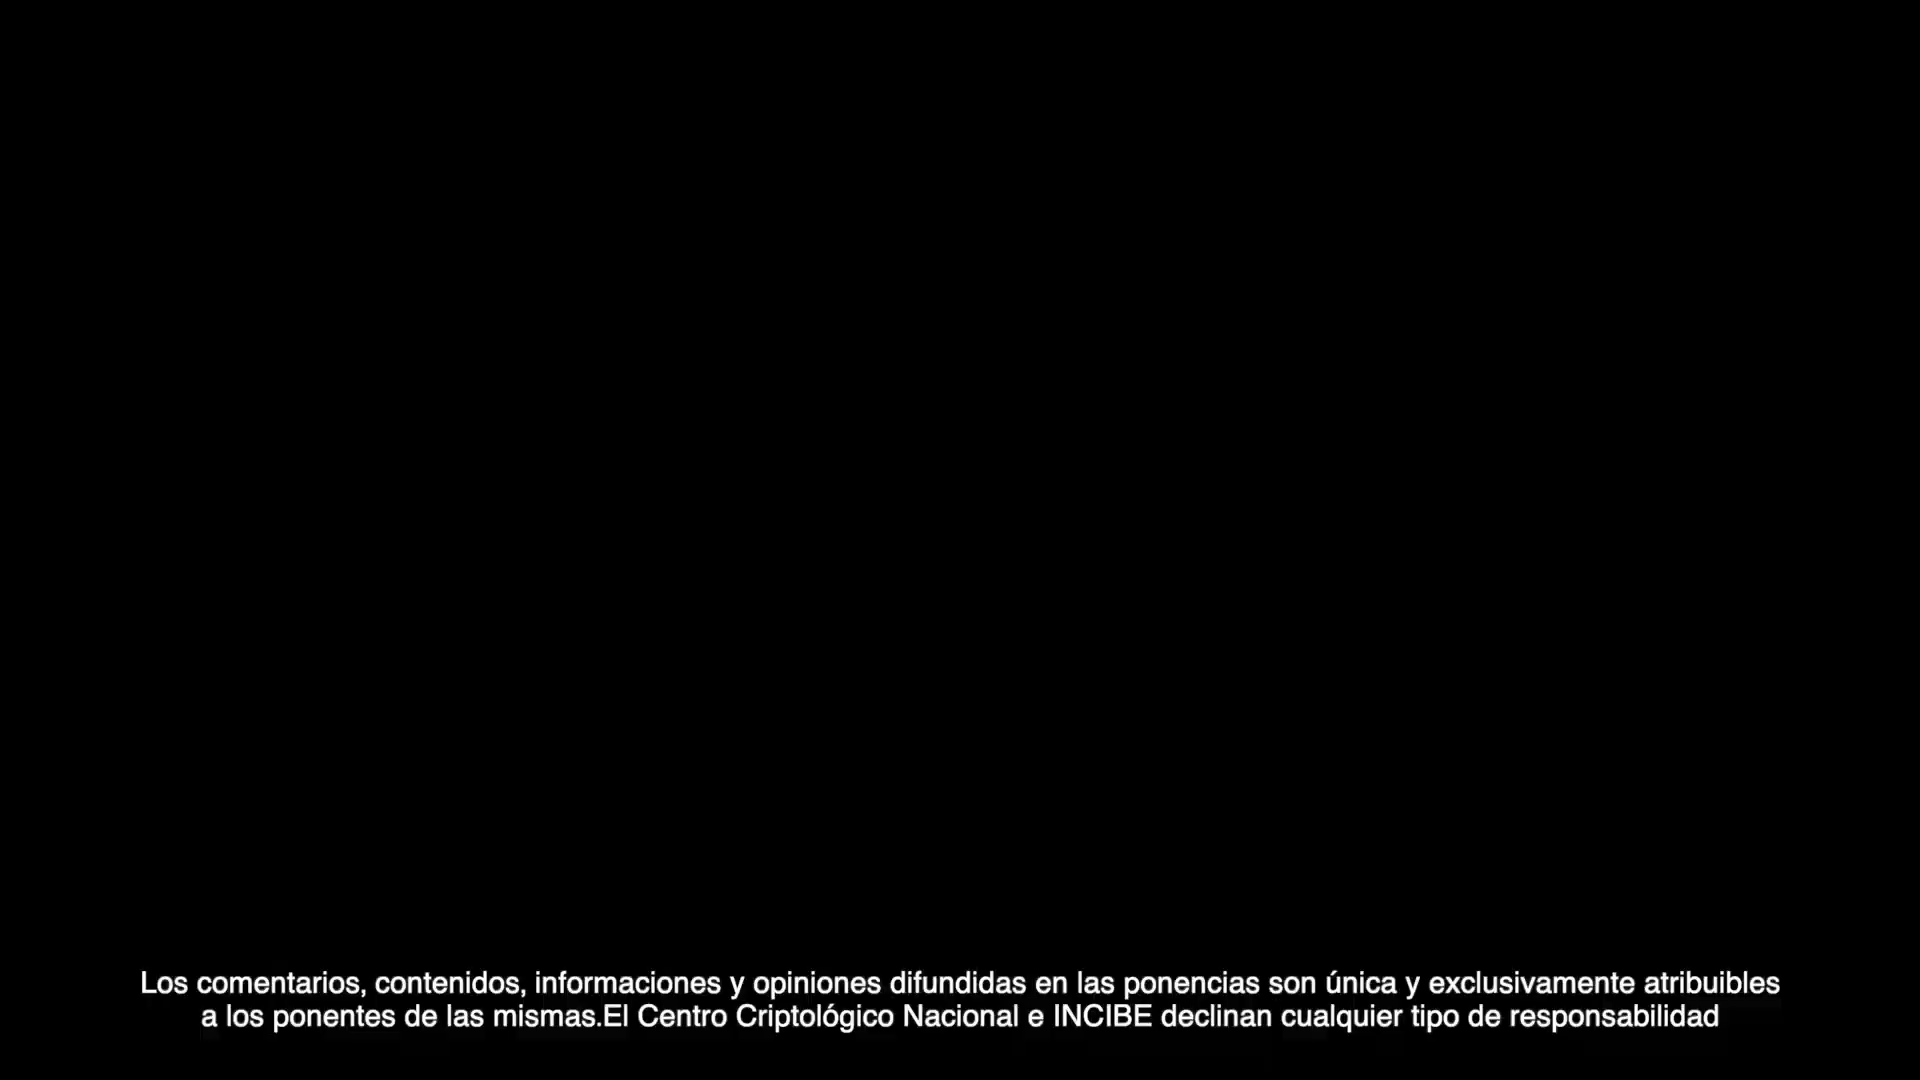 Los comentarios, contenidos, informaciones y opiniones difundidas en las ponencias son única y exclusivamente atribuibles
a los ponentes de las mismas.El Centro Criptológico Nacional e INCIBE declinan cualquier tipo de responsabilidad